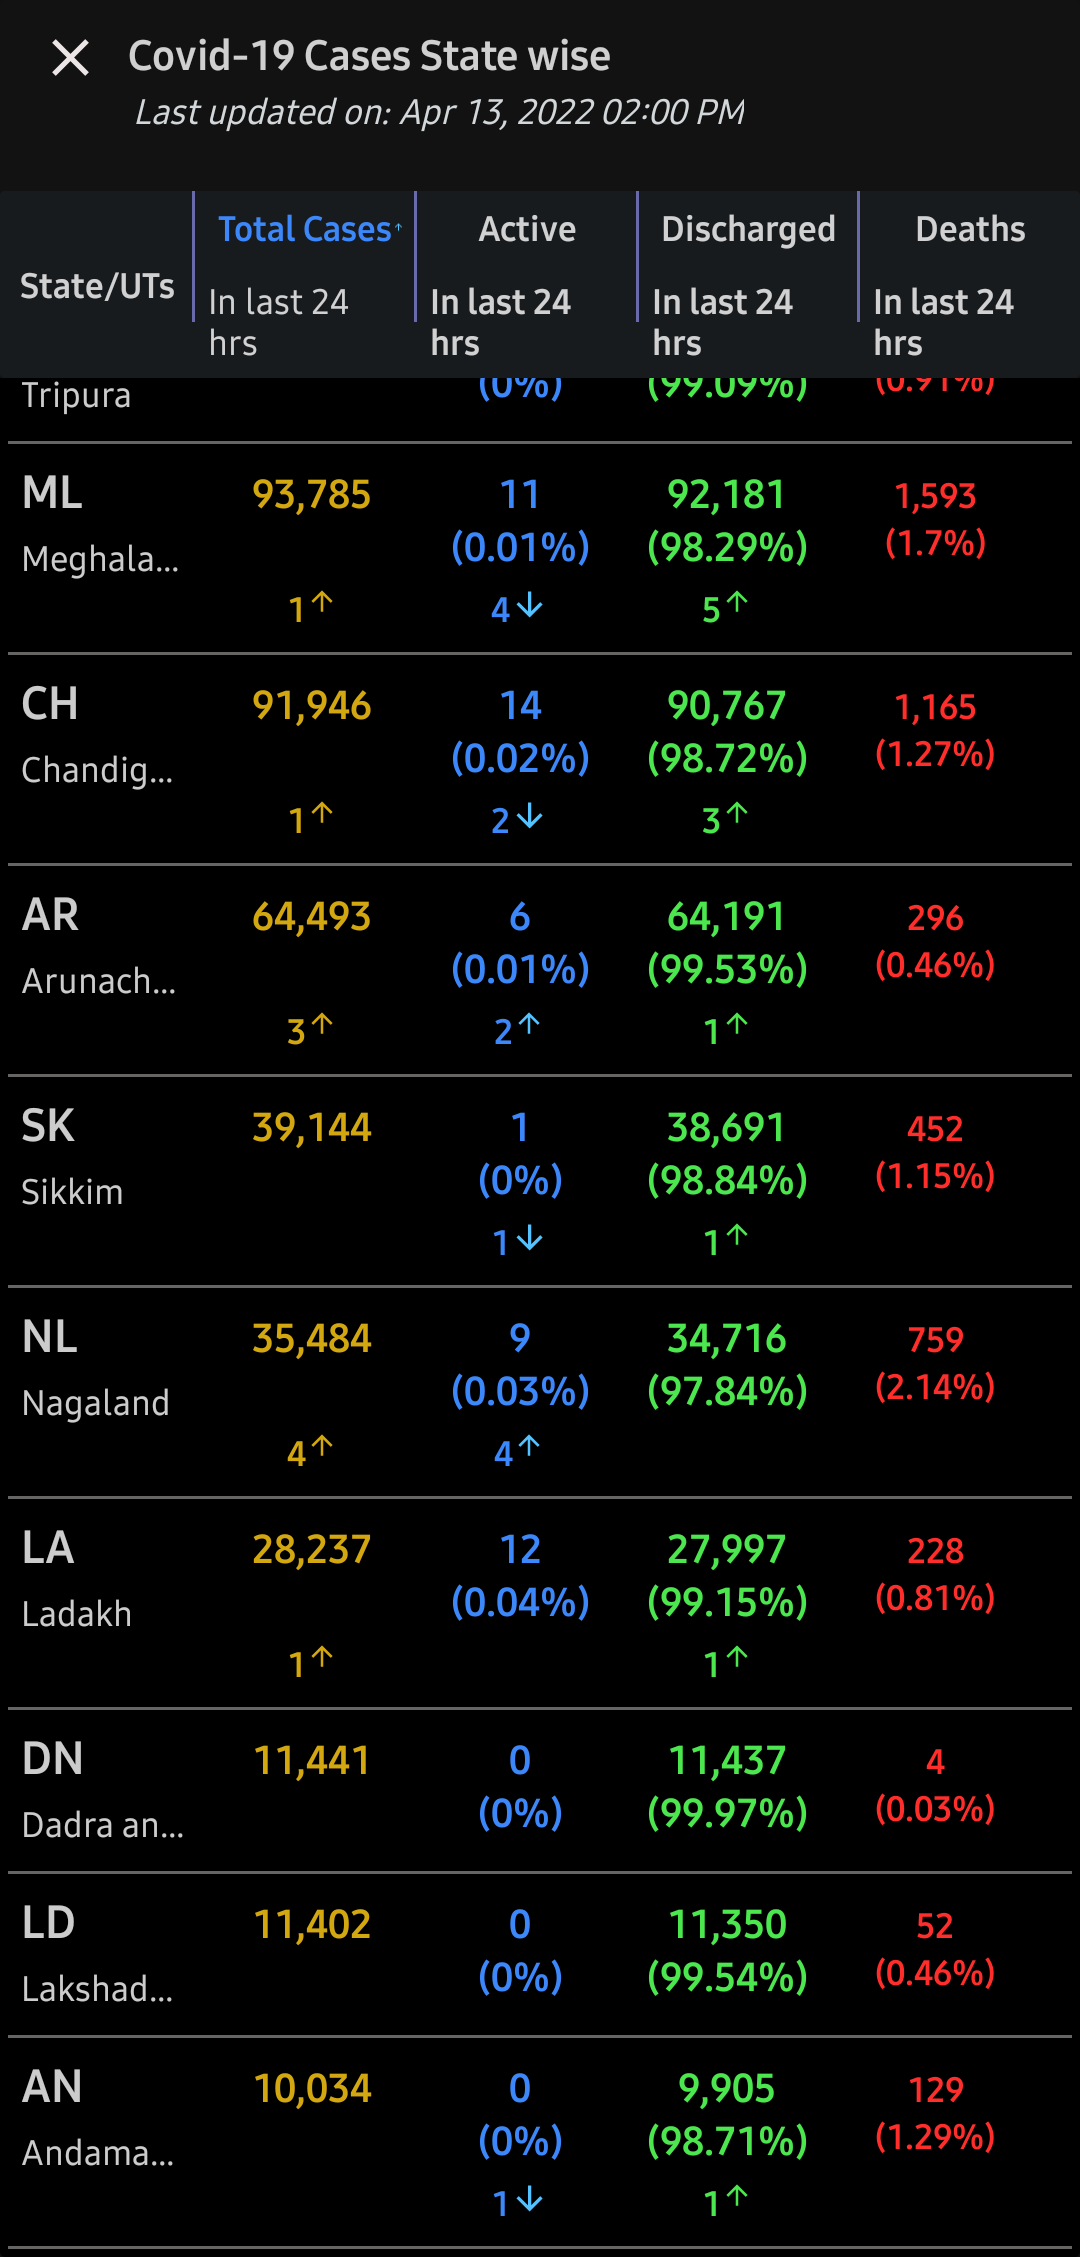 Covid-19 Cases State wise
Last updated on: Apr 13, 2022 02:00 PM
State/UTs
Total Cases↑ Active Discharged Deaths
In last 24 hrs In last 24 hrs In last 24 hrs In last 24 hrs
Tripura (0%) (99.09%) (0.91%)
ML 93,785 11 92,181 1,593
Meghala... (0.01%) (98.29%) (1.7%)
1↑ 4↓ 5↑
CH 91,946 14 90,767 1,165
Chandig... (0.02%) (98.72%) (1.27%)
1↑ 2↓ 3↑
AR 64,493 6 64,191 296
Arunach... (0.01%) (99.53%) (0.46%)
3↑ 2↑ 1↑
SK 39,144 1 38,691 452
Sikkim (0%) (98.84%) (1.15%)
1↓ 1↑
NL 35,484 9 34,716 759
Nagaland (0.03%) (97.84%) (2.14%)
4↑ 4↑
LA 28,237 12 27,997 228
Ladakh (0.04%) (99.15%) (0.81%)
1↑ 1↑
DN 11,441 0 11,437 4
Dadra an... (0%) (99.97%) (0.03%)
LD 11,402 0 11,350 52
Lakshad... (0%) (99.54%) (0.46%)
AN 10,034 0 9,905 129
Andama... (0%) (98.71%) (1.29%)
1↓ 1↑